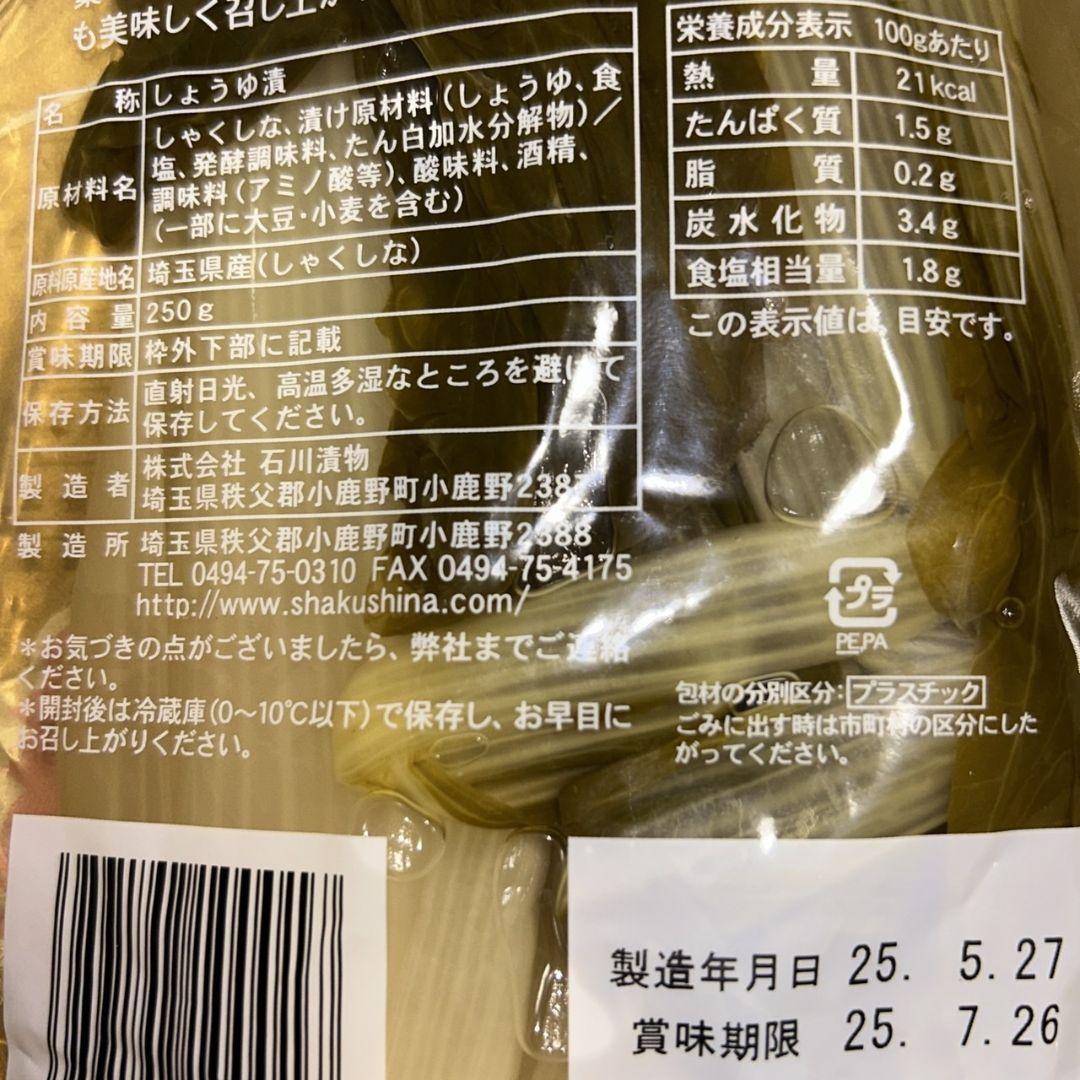 も美味しく召し上が
名称 しょうゆ漬
原材料名 しゃくしな、漬け原材料(しょうゆ、食
塩、発酵調味料、たん白加水分解物)/
調味料(アミノ酸等)、酸味料、酒精、
(一部に大豆・小麦を含む)
原料原産地名 埼玉県産(しゃくしな)
内容量 250g
賞味期限 枠外下部に記載
保存方法 直射日光、高温多湿なところを避けて
保存してください。
製造者 株式会社 石川漬物
埼玉県秩父郡小鹿野町小鹿野2387
製造所 埼玉県秩父郡小鹿野町小鹿野2388
TEL 0494-75-0310 FAX 0494-75-4175
http://www.shakushina.com/
*お気づきの点がございましたら、弊社までご連絡
ください。
*開封後は冷蔵庫(0~10℃以下)で保存し、お早目に
お召し上がりください。
栄養成分表示 100gあたり
熱量 21kcal
たんぱく質 1.5g
脂質 0.2g
炭水化物 3.4g
食塩相当量 1.8g
この表示値は、目安です。
プラ
PE,PA
包材の分別区分:プラスチック
ごみに出す時は市町村の区分にした
がってください。
製造年月日 25. 5.27
賞味期限 25. 7.26